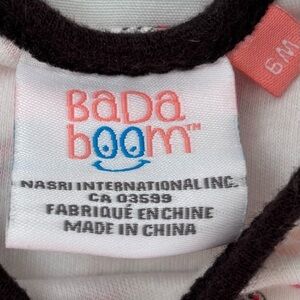 BaDa
boom™
NASRI INTERNATIONAL INC.
CA 03599
FABRIQUÉ EN CHINE
MADE IN CHINA
6M